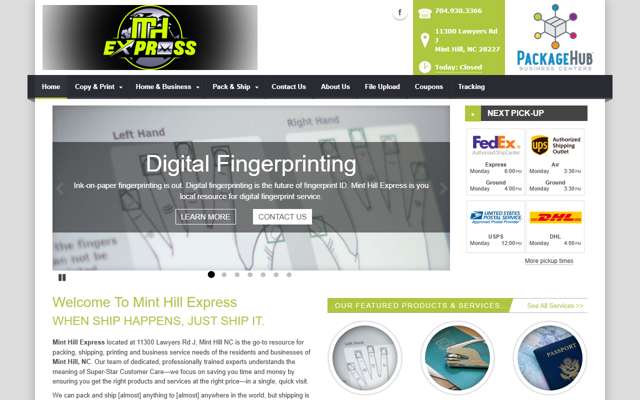 MH
EXPRESS
f
704.930.3366
11300 Lawyers Rd
J
Mint Hill, NC 28227
Today: Closed
PACKAGEHUB
BUSINESS CENTERS
Home
Copy & Print
Home & Business
Pack & Ship
Contact Us
About Us
File Upload
Coupons
Tracking
Left Hand
Right Hand
Digital Fingerprinting
Ink-on-paper fingerprinting is out. Digital fingerprinting is the future of fingerprint ID. Mint Hill Express is you
local resource for digital fingerprint service.
LEARN MORE
CONTACT US
NEXT PICK-UP
FedEx
Authorized ShipCenter
Express
Monday 6:00 PM
Ground
Monday 4:00 PM
ups
Authorized
Shipping
Outlet
Air
Monday 3:30 PM
Ground
Monday 3:30 PM
UNITED STATES
POSTAL SERVICE
Approved Postal Provider
USPS
Monday 12:00 PM
DHL
DHL
Monday 4:00 PM
More pickup times
Welcome To Mint Hill Express
WHEN SHIP HAPPENS, JUST SHIP IT.
Mint Hill Express located at 11300 Lawyers Rd J, Mint Hill NC is the go-to resource for
packing, shipping, printing and business service needs of the residents and businesses of
Mint Hill, NC. Our team of dedicated, professionally trained experts understands the
meaning of Super-Star Customer Care—we focus on saving you time and money by
ensuring you get the right products and services at the right price—in a single, quick visit.
We can pack and ship [almost] anything to [almost] anywhere in the world, but shipping is
OUR FEATURED PRODUCTS & SERVICES
See All Services >>
PASSPORT